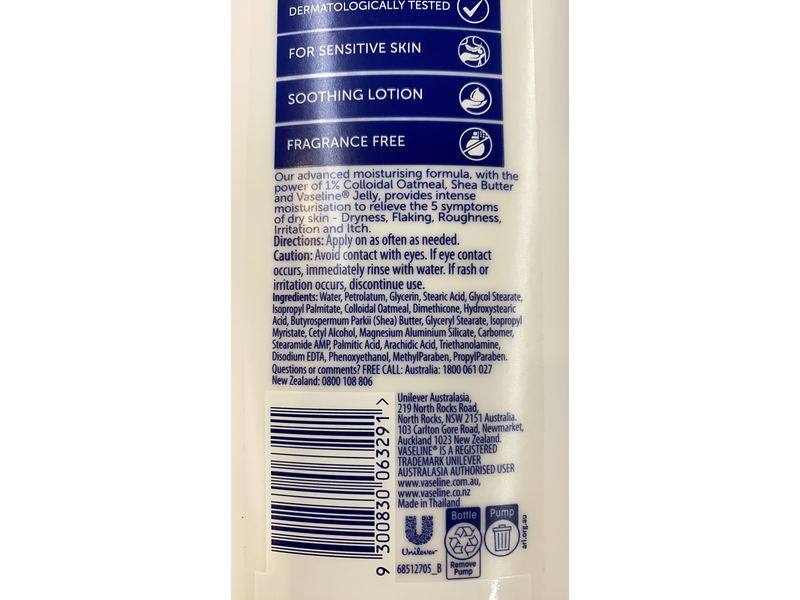 DERMATOLOGICALLY TESTED
FOR SENSITIVE SKIN
SOOTHING LOTION
FRAGRANCE FREE
Our advanced moisturising formula, with the
power of 1% Colloidal Oatmeal, Shea Butter
and Vaseline® Jelly, provides intense
moisturisation to relieve the 5 symptoms
of dry skin - Dryness, Flaking, Roughness,
Irritation and Itch.
Directions: Apply on as often as needed.
Caution: Avoid contact with eyes. If eye contact
occurs, immediately rinse with water. If rash or
irritation occurs, discontinue use.
Ingredients: Water, Petrolatum, Glycerin, Stearic Acid, Glycol Stearate,
Isopropyl Palmitate, Colloidal Oatmeal, Dimethicone, Hydroxystearic
Acid, Butyrospermum Parkii (Shea) Butter, Glyceryl Stearate, Isopropyl
Myristate, Cetyl Alcohol, Magnesium Aluminium Silicate, Carbomer,
Stearamide AMP, Palmitic Acid, Arachidic Acid, Triethanolamine,
Disodium EDTA, Phenoxyethanol, MethylParaben, PropylParaben.
Questions or comments? FREE CALL: Australia: 1800 061 027
New Zealand: 0800 108 806
9 300830 063291 >
Unilever Australasia,
219 North Rocks Road,
North Rocks, NSW 2151 Australia.
103 Carlton Gore Road, Newmarket,
Auckland 1023 New Zealand.
VASELINE® IS A REGISTERED
TRADEMARK UNILEVER
AUSTRALASIA AUTHORISED USER
www.vaseline.com.au,
www.vaseline.co.nz
Made in Thailand
Unilever
68512705_B
Bottle
Remove
Pump
Pump
arl.org.au